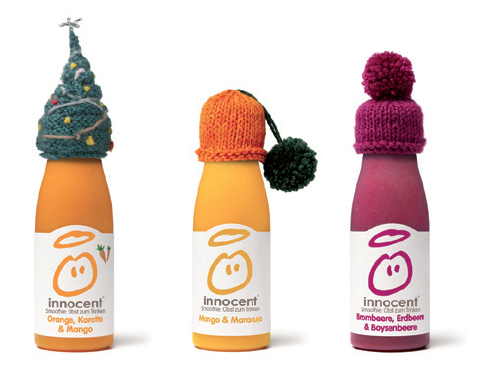 innocent
Smoothie: Obst zum Trinken
Orange, Karotte
& Mango
innocent
Smoothie: Obst zum Trinken
Mango & Maracuja
innocent
Smoothie: Obst zum Trinken
Brombeere, Erdbeere
& Boysenbeere